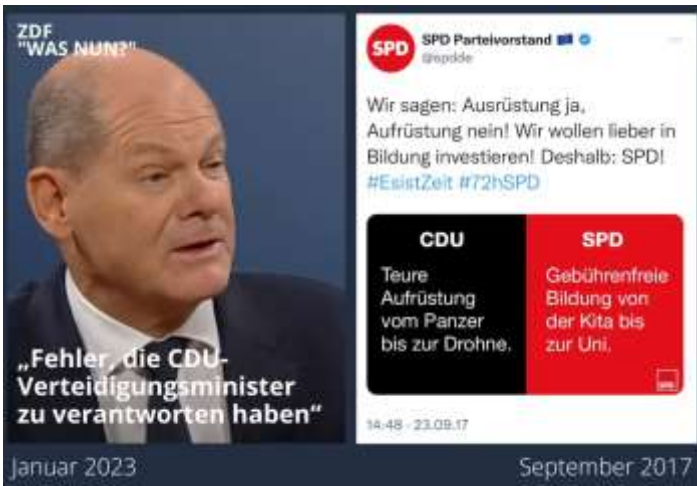 ZDF
"WAS NUN?"
„Fehler, die CDU-
Verteidigungsminister
zu verantworten haben“
Januar 2023
SPD
SPD Parteivorstand
@spdde
Wir sagen: Ausrüstung ja,
Aufrüstung nein! Wir wollen lieber in
Bildung investieren! Deshalb: SPD!
#EsistZeit #72hSPD
CDU
Teure
Aufrüstung
vom Panzer
bis zur Drohne.
SPD
Gebührenfreie
Bildung von
der Kita bis
zur Uni.
SPD
14:48 · 23.09.17
September 2017